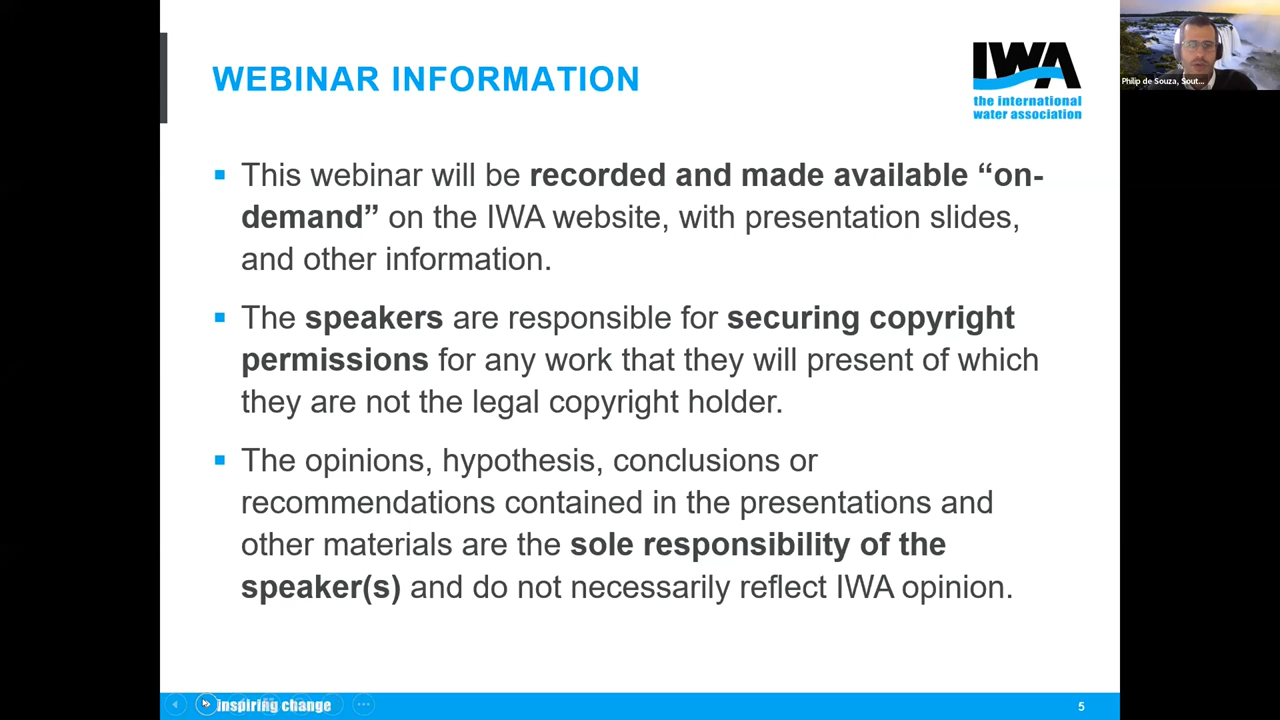 WEBINAR INFORMATION
IWA
the international
water association
Philip de Souza, Sout...
This webinar will be recorded and made available “on-
demand” on the IWA website, with presentation slides,
and other information.
The speakers are responsible for securing copyright
permissions for any work that they will present of which
they are not the legal copyright holder.
The opinions, hypothesis, conclusions or
recommendations contained in the presentations and
other materials are the sole responsibility of the
speaker(s) and do not necessarily reflect IWA opinion.
inspiring change
5